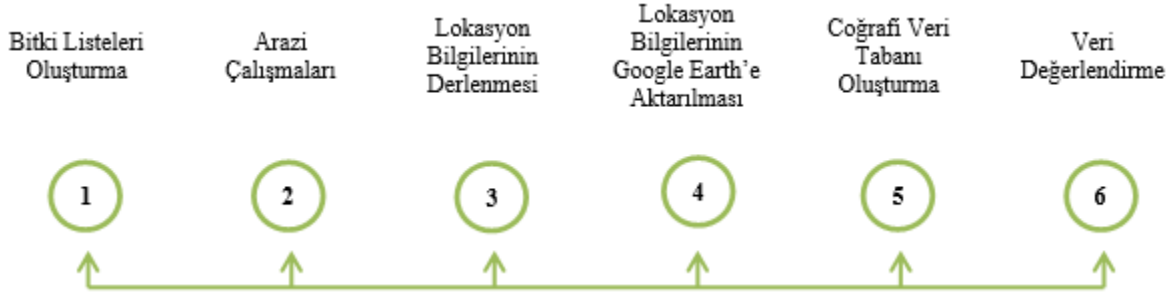 Bitki Listeleri
Oluşturma
Arazi
Çalışmaları
Lokasyon
Bilgilerinin
Derlenmesi
Lokasyon
Bilgilerinin
Google Earth’e
Aktarılması
Coğrafi Veri
Tabanı
Oluşturma
Veri
Değerlendirme
1
2
3
4
5
6